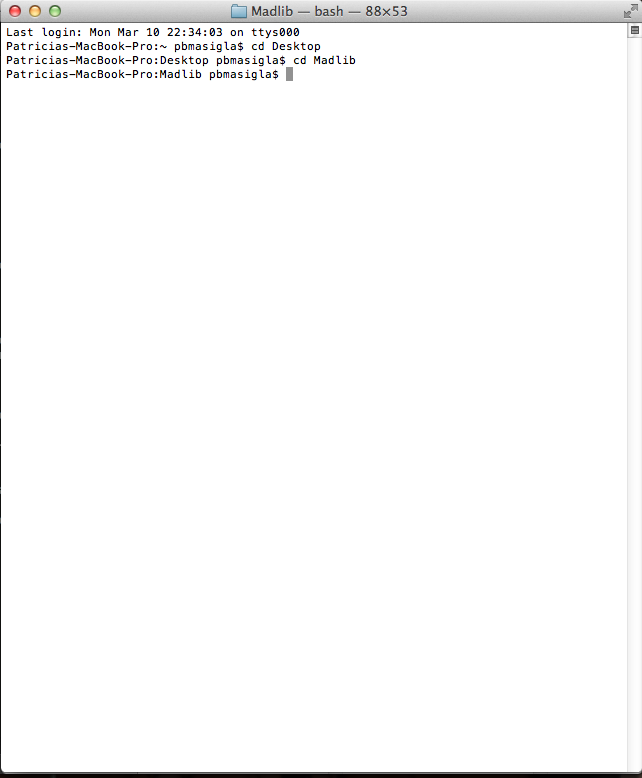 Madlib — bash — 88×53
Last login: Mon Mar 10 22:34:03 on ttys000
Patricias-MacBook-Pro:~ pbmasigla$ cd Desktop
Patricias-MacBook-Pro:Desktop pbmasigla$ cd Madlib
Patricias-MacBook-Pro:Madlib pbmasigla$